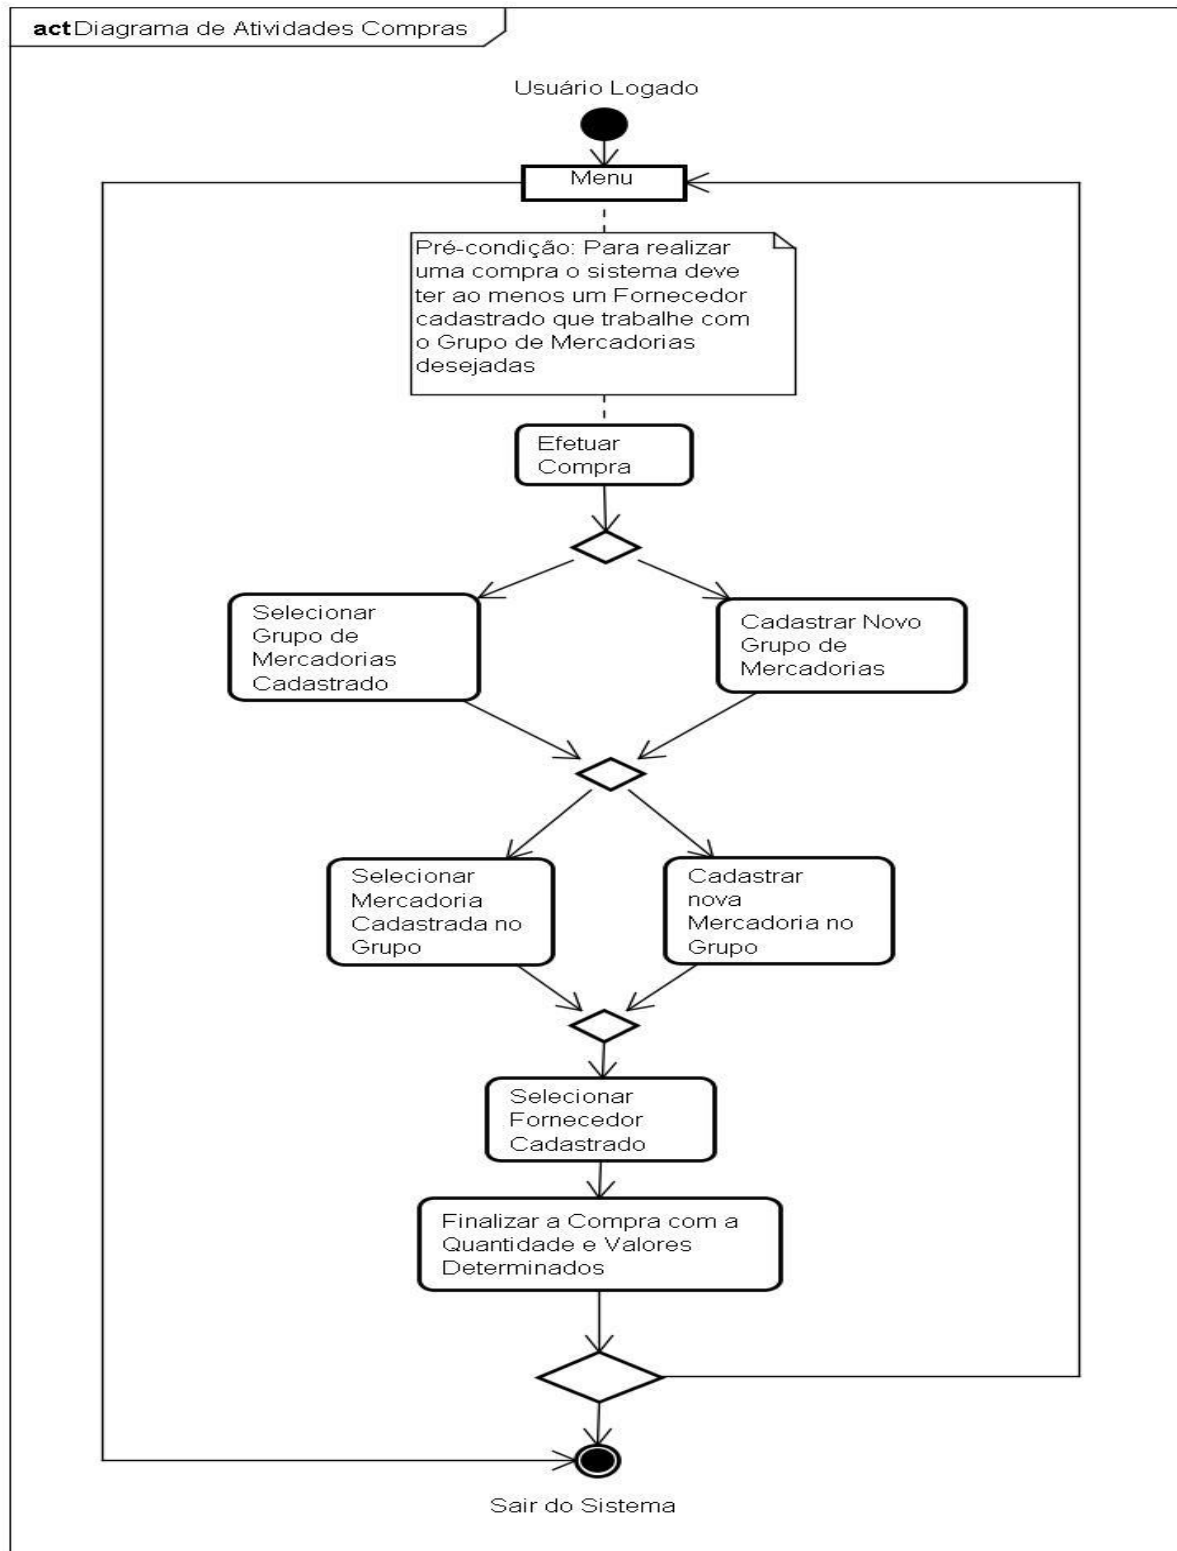 act Diagrama de Atividades Compras
Usuário Logado
Menu
Pré-condição: Para realizar
uma compra o sistema deve
ter ao menos um Fornecedor
cadastrado que trabalhe com
o Grupo de Mercadorias
desejadas
Efetuar
Compra
Selecionar
Grupo de
Mercadorias
Cadastrado
Cadastrar Novo
Grupo de
Mercadorias
Selecionar
Mercadoria
Cadastrada no
Grupo
Cadastrar
nova
Mercadoria no
Grupo
Selecionar
Fornecedor
Cadastrado
Finalizar a Compra com a
Quantidade e Valores
Determinados
Sair do Sistema